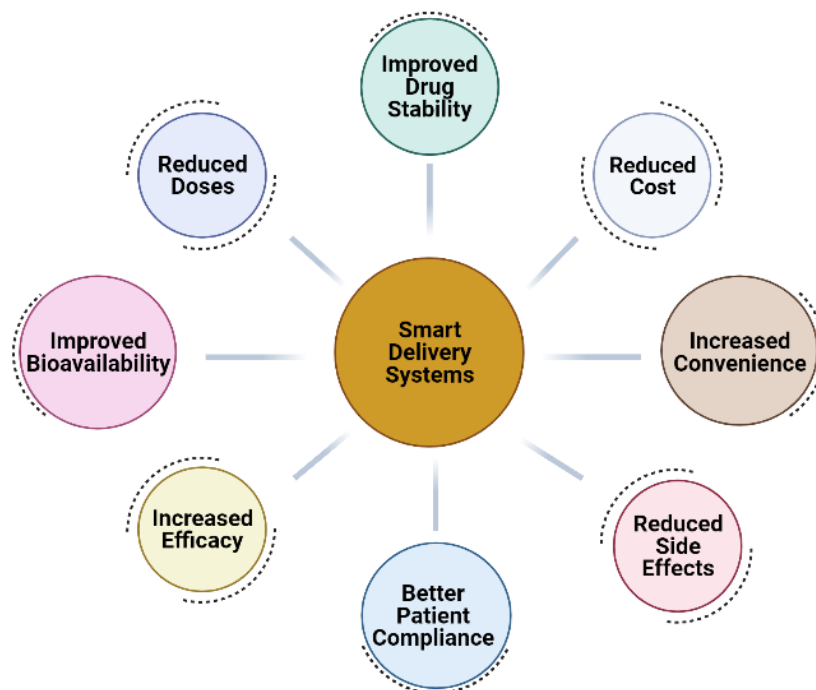 Improved
Drug
Stability
Reduced
Doses
Reduced
Cost
Improved
Bioavailability
Smart
Delivery
Systems
Increased
Convenience
Increased
Efficacy
Reduced
Side
Effects
Better
Patient
Compliance